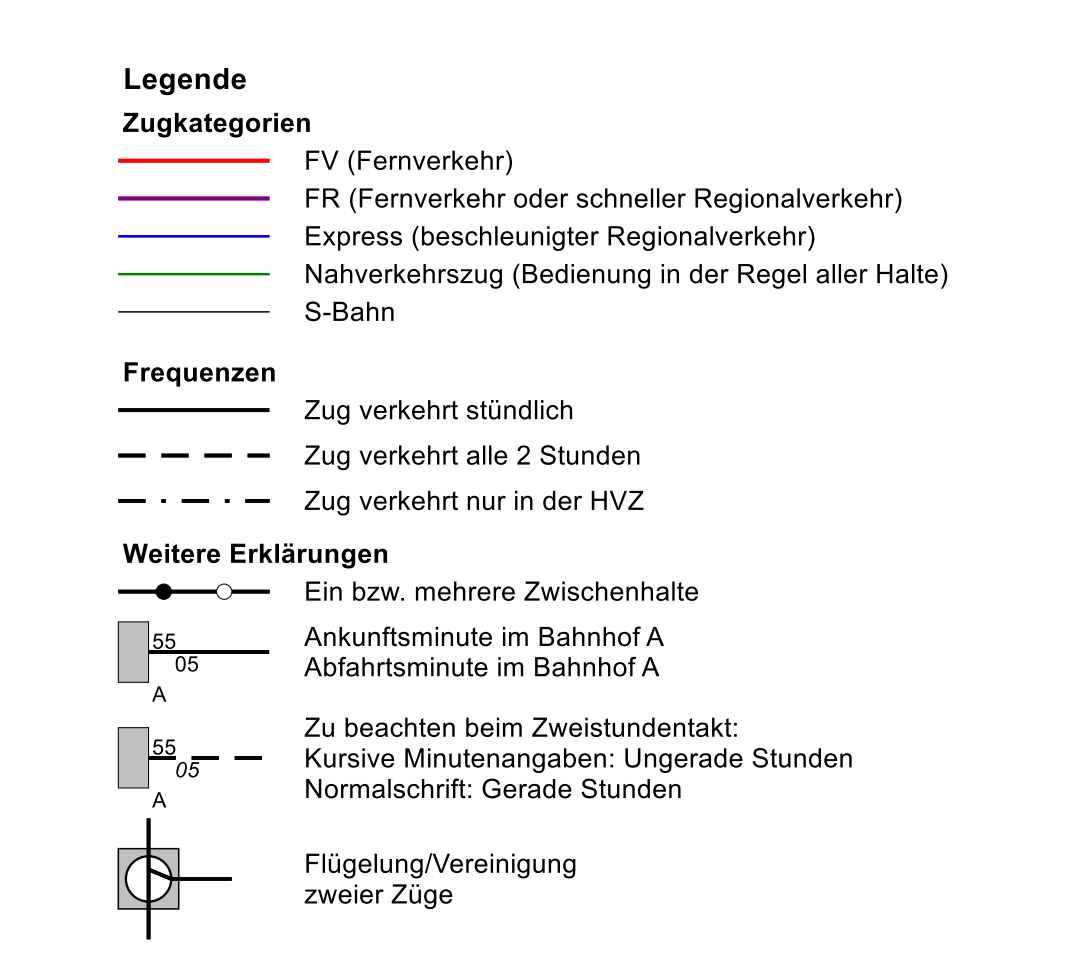 Legende
Zugkategorien
FV (Fernverkehr)
FR (Fernverkehr oder schneller Regionalverkehr)
Express (beschleunigter Regionalverkehr)
Nahverkehrszug (Bedienung in der Regel aller Halte)
S-Bahn
Frequenzen
Zug verkehrt stündlich
Zug verkehrt alle 2 Stunden
Zug verkehrt nur in der HVZ
Weitere Erklärungen
Ein bzw. mehrere Zwischenhalte
55
05
A
Ankunftsminute im Bahnhof A
Abfahrtsminute im Bahnhof A
55
05
A
Zu beachten beim Zweistundentakt:
Kursive Minutenangaben: Ungerade Stunden
Normalschrift: Gerade Stunden
Flügelung/Vereinigung
zweier Züge